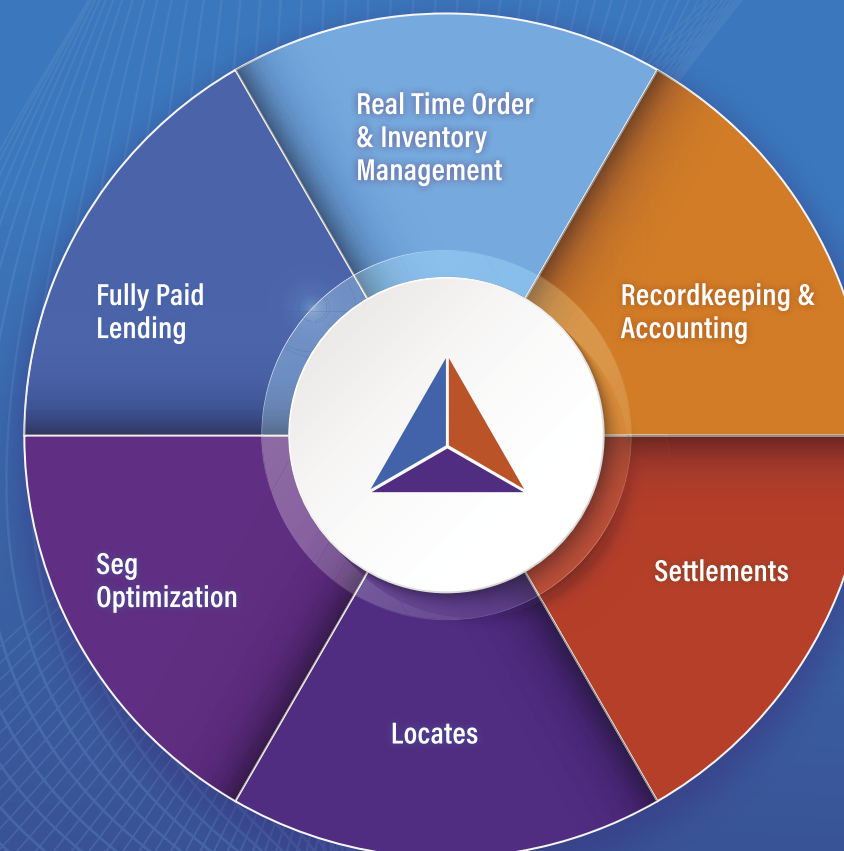 Real Time Order
& Inventory
Management
Recordkeeping &
Accounting
Settlements
Locates
Seg
Optimization
Fully Paid
Lending